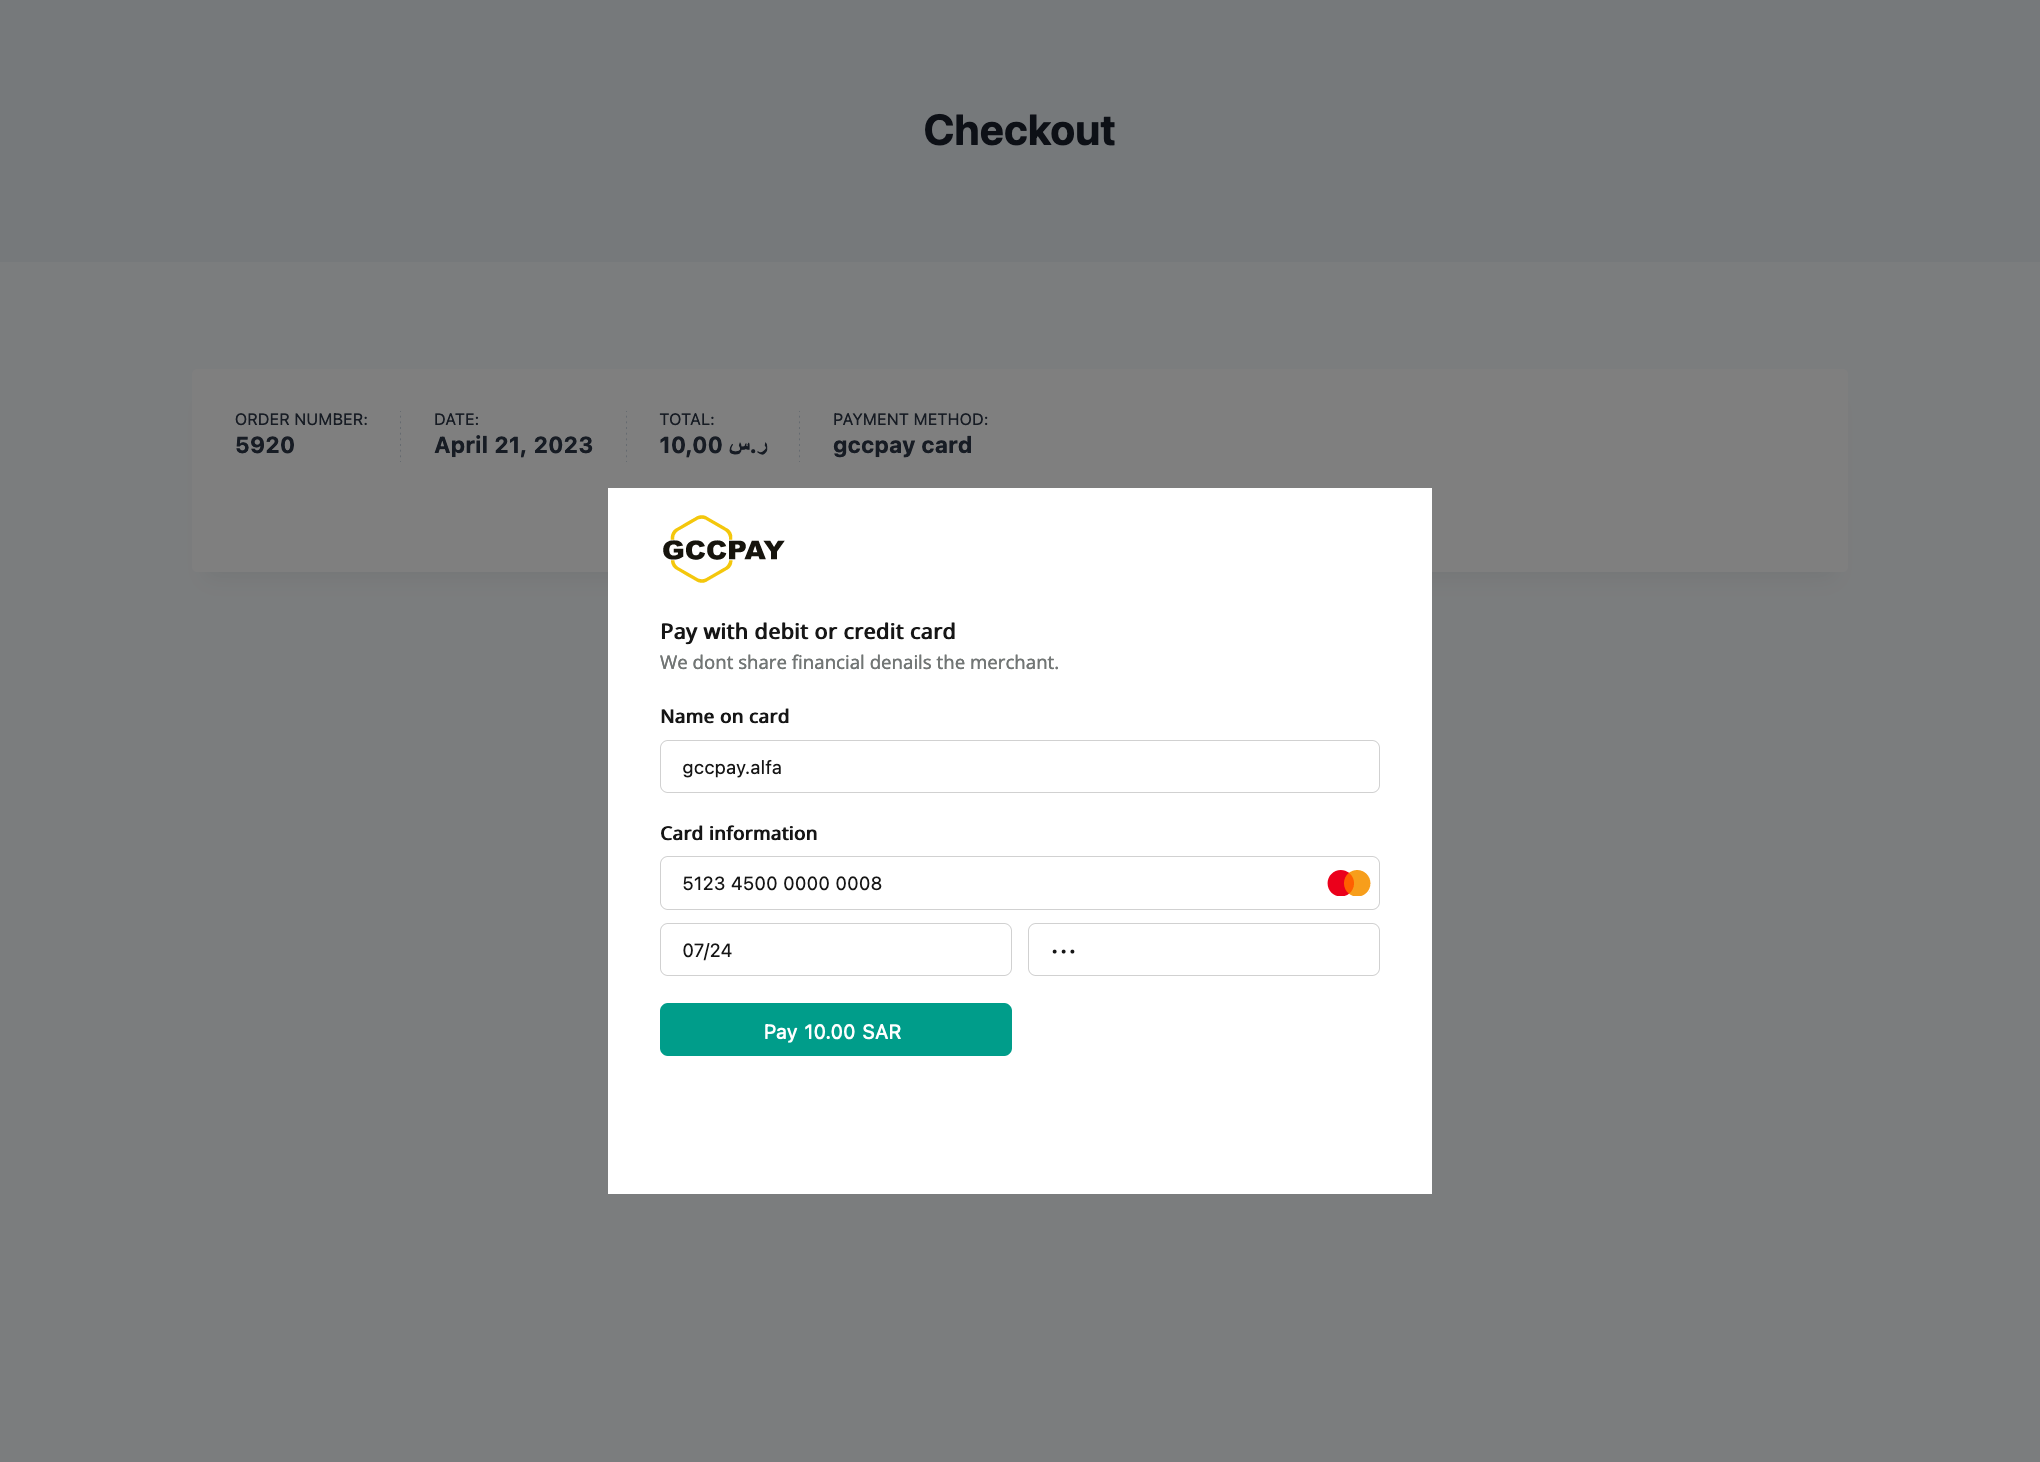 Checkout
ORDER NUMBER:
5920
DATE:
April 21, 2023
TOTAL:
10,00 ر.س
PAYMENT METHOD:
gccpay card
GCCPAY
Pay with debit or credit card
We dont share financial denails the merchant.
Name on card
gccpay.alfa
Card information
5123 4500 0000 0008
07/24
•••
Pay 10.00 SAR